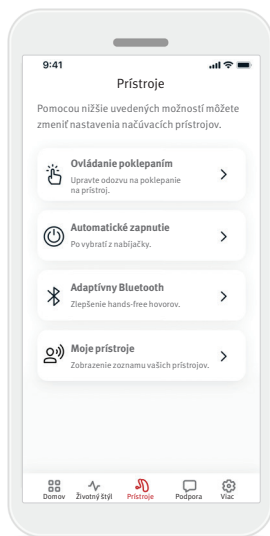 9:41
Prístroje
Pomocou nižšie uvedených možností môžete
zmeniť nastavenia načúvacích prístrojov.
Ovládanie poklepaním
Upravte odozvu na poklepanie
na prístroj.
Automatické zapnutie
Po vybratí z nabíjačky.
Adaptívny Bluetooth
Zlepšenie hands-free hovorov.
Moje prístroje
Zobrazenie zoznamu vašich prístrojov.
Domov Životný štýl Prístroje Podpora Viac